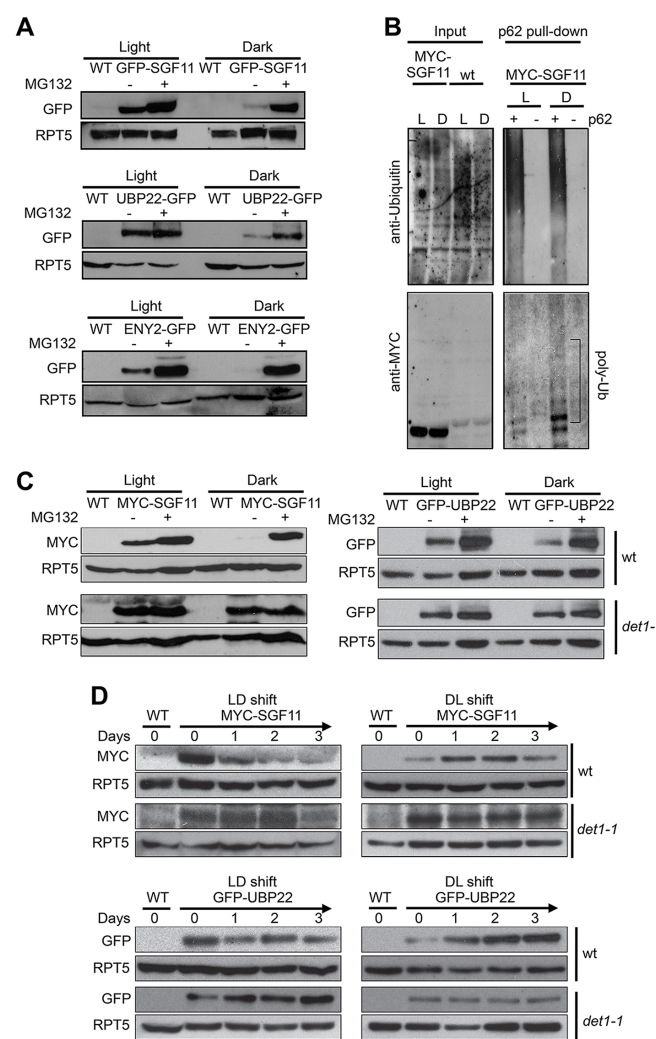 A
Light Dark
WT GFP-SGF11 WT GFP-SGF11
MG132 - + - +
GFP
RPT5
Light Dark
WT UBP22-GFP WT UBP22-GFP
MG132 - + - +
GFP
RPT5
Light Dark
WT ENY2-GFP WT ENY2-GFP
MG132 - + - +
GFP
RPT5
B
Input p62 pull-down
MYC-
SGF11 wt MYC-SGF11
L D
L D L D + - + - p62
anti-Ubiquitin
anti-MYC
poly-Ub
C
Light Dark
WT MYC-SGF11 WT MYC-SGF11
MG132 - + - +
MYC
RPT5
MYC
RPT5
Light Dark
WT GFP-UBP22 WT GFP-UBP22
MG132 - + - +
GFP
RPT5
wt
GFP
RPT5
det1-
D
LD shift
WT MYC-SGF11
Days 0 0 1 2 3
MYC
RPT5
MYC
RPT5
DL shift
WT MYC-SGF11
0 0 1 2 3
wt
det1-1
LD shift
WT GFP-UBP22
Days 0 0 1 2 3
GFP
RPT5
GFP
RPT5
DL shift
WT GFP-UBP22
0 0 1 2 3
wt
det1-1